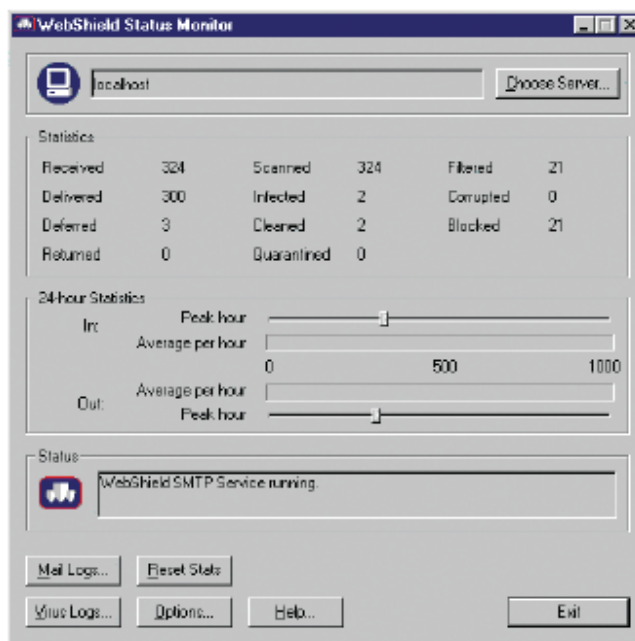 WebShield Status Monitor
localhost
Choose Server...
Statistics
Received 324 Scanned 324 Filtered 21
Delivered 300 Infected 2 Corrupted 0
Deferred 3 Cleaned 2 Blocked 21
Returned 0 Quarantined 0
24-hour Statistics
In: Peak hour
Average per hour
0 500 1000
Average per hour
Out: Peak hour
Status
WebShield SMTP Service running.
Mail Logs... Reset Stats
Virus Logs... Options... Help... Exit